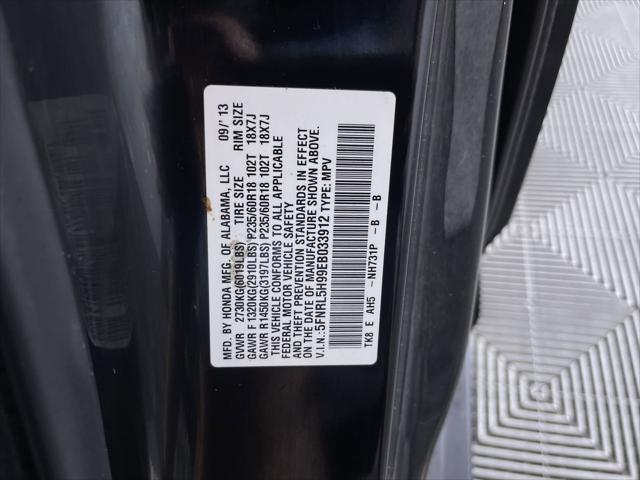 MFD. BY HONDA MFG. OF ALABAMA, LLC 09/'13
GVWR 2730KG(6019LBS) TIRE SIZE RIM SIZE
GAWR F 1320KG(2910LBS) P235/60R18 102T 18X7J
GAWR R 1450KG(3197LBS) P235/60R18 102T 18X7J
THIS VEHICLE CONFORMS TO ALL APPLICABLE
FEDERAL MOTOR VEHICLE SAFETY
AND THEFT PREVENTION STANDARDS IN EFFECT
ON THE DATE OF MANUFACTURE SHOWN ABOVE.
V.I.N.:5FNRL5H99EB033912 TYPE: MPV
TK8 E AH5 -NH731P -B -B